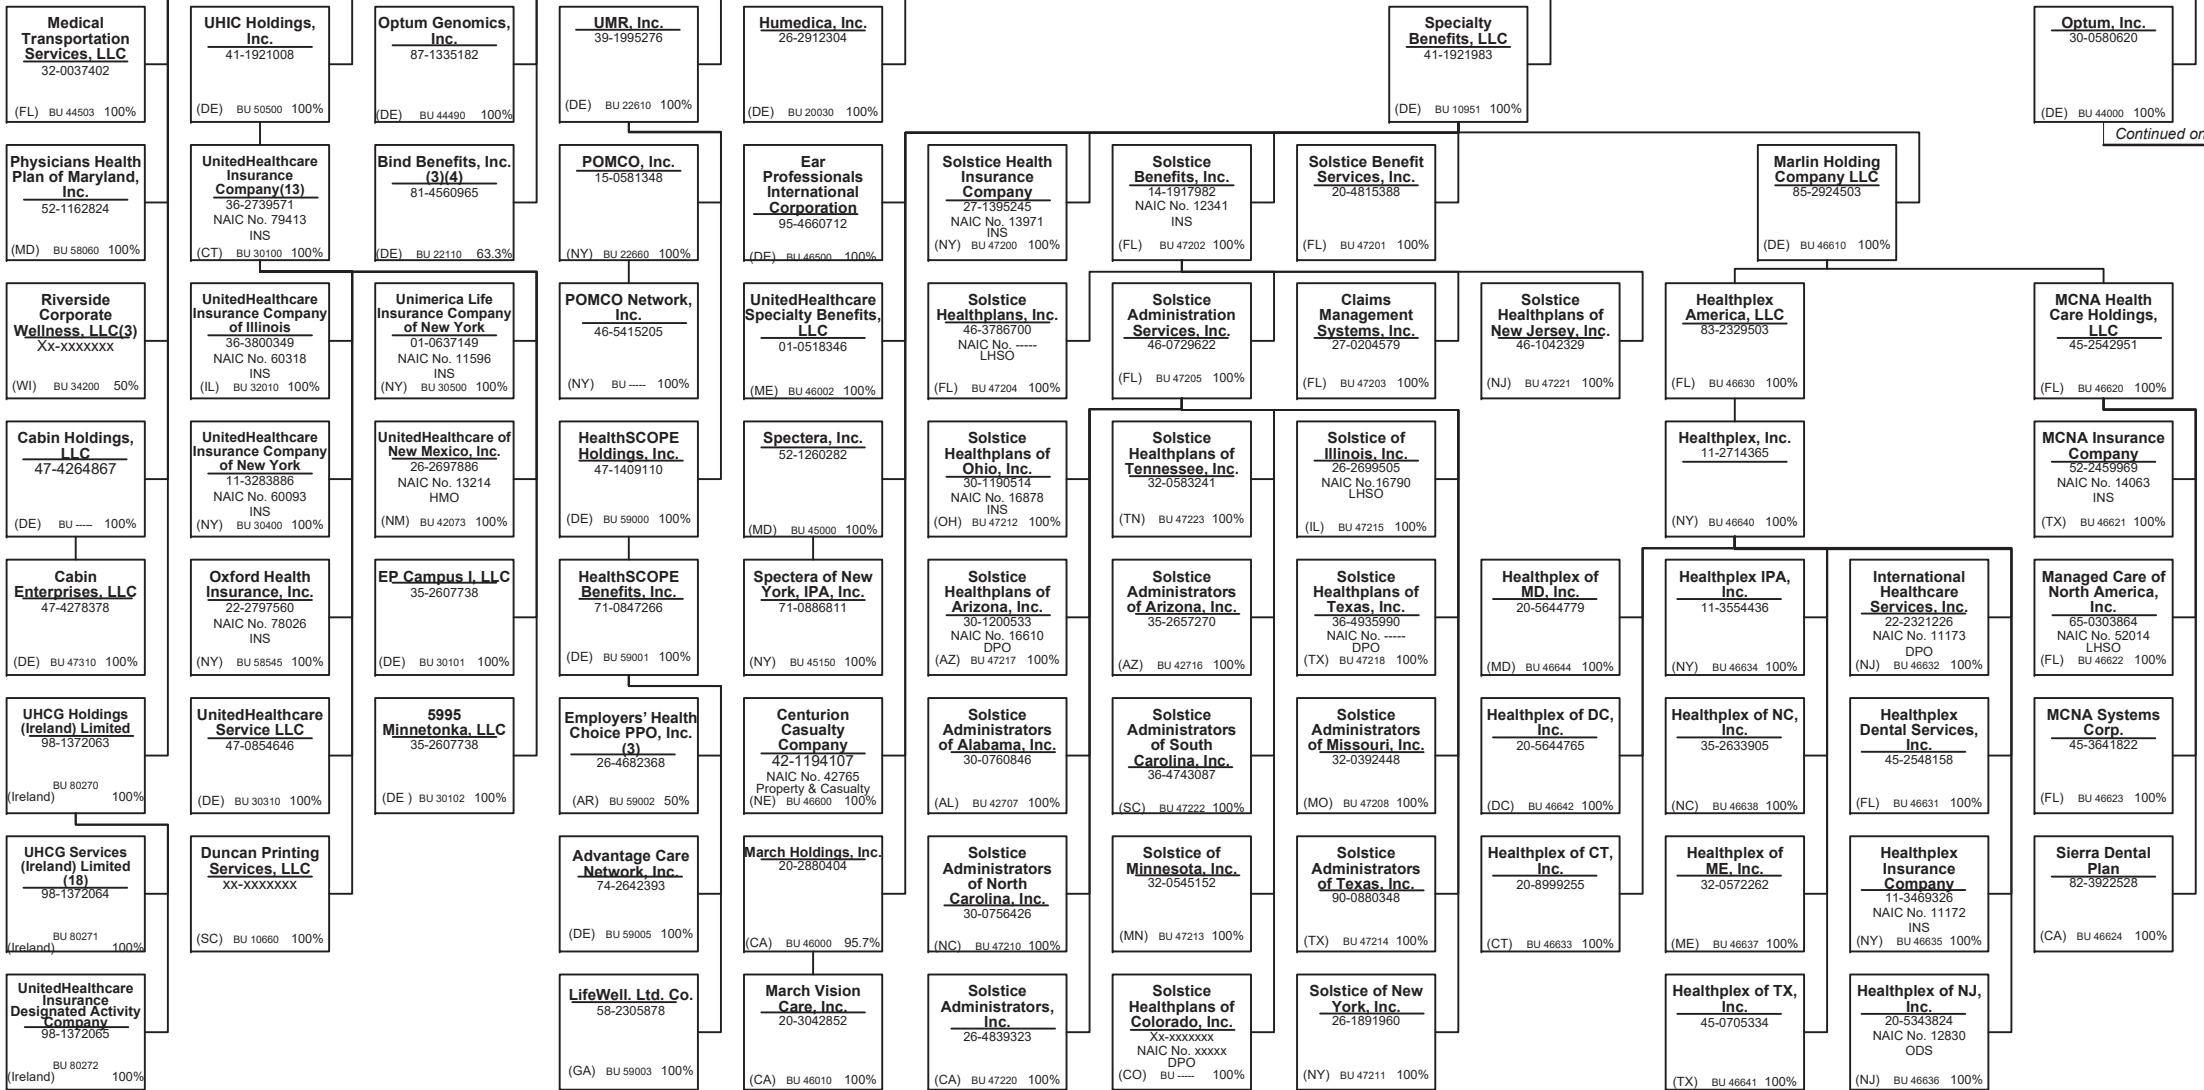 Medical
Transportation
Services, LLC
32-0037402
(FL) BU 44503 100%
UHIC Holdings,
Inc.
41-1921008
(DE) BU 50500 100%
Optum Genomics,
Inc.
87-1335182
(DE) BU 44490 100%
UMR, Inc.
39-1995276
(DE) BU 22610 100%
Humedica, Inc.
26-2912304
(DE) BU 20030 100%
Specialty
Benefits, LLC
41-1921983
(DE) BU 10951 100%
Optum, Inc.
30-0580620
(DE) BU 44000 100%
Continued on
Physicians Health
Plan of Maryland,
Inc.
52-1162824
(MD) BU 58060 100%
UnitedHealthcare
Insurance
Company(13)
36-2739571
NAIC No. 79413
INS
(CT) BU 30100 100%
Bind Benefits, Inc.
(3)(4)
81-4560965
(DE) BU 22110 63.3%
POMCO, Inc.
15-0581348
(NY) BU 22660 100%
Ear
Professionals
International
Corporation
95-4660712
(DE) BU 46500 100%
Solstice Health
Insurance
Company
27-1395245
NAIC No. 13971
INS
(NY) BU 47200 100%
Solstice
Benefits, Inc.
14-1917982
NAIC No. 12341
INS
(FL) BU 47202 100%
Solstice Benefit
Services, Inc.
20-4815388
(FL) BU 47201 100%
Marlin Holding
Company LLC
85-2924503
(DE) BU 46610 100%
Riverside
Corporate
Wellness, LLC(3)
Xx-xxxxxxx
(WI) BU 34200 50%
UnitedHealthcare
Insurance Company
of Illinois
36-3800349
NAIC No. 60318
INS
(IL) BU 32010 100%
Unimerica Life
Insurance Company
of New York
01-0637149
NAIC No. 11596
INS
(NY) BU 30500 100%
POMCO Network,
Inc.
46-5415205
(NY) BU ----- 100%
UnitedHealthcare
Specialty Benefits,
LLC
01-0518346
(ME) BU 46002 100%
Solstice
Healthplans, Inc.
46-3786700
NAIC No. -----
LHSO
(FL) BU 47204 100%
Solstice
Administration
Services, Inc.
46-0729622
(FL) BU 47205 100%
Claims
Management
Systems, Inc.
27-0204579
(FL) BU 47203 100%
Solstice
Healthplans of
New Jersey, Inc.
46-1042329
(NJ) BU 47221 100%
Healthplex
America, LLC
83-2329503
(FL) BU 46630 100%
MCNA Health
Care Holdings,
LLC
45-2542951
(FL) BU 46620 100%
Cabin Holdings,
LLC
47-4264867
(DE) BU ----- 100%
UnitedHealthcare
Insurance Company
of New York
11-3283886
NAIC No. 60093
INS
(NY) BU 30400 100%
UnitedHealthcare of
New Mexico, Inc.
26-2697886
NAIC No. 13214
HMO
(NM) BU 42073 100%
HealthSCOPE
Holdings, Inc.
47-1409110
(DE) BU 59000 100%
Spectera, Inc.
52-1260282
(MD) BU 45000 100%
Solstice
Healthplans of
Ohio, Inc.
30-1190514
NAIC No. 16878
INS
(OH) BU 47212 100%
Solstice
Healthplans of
Tennessee, Inc.
32-0583241
(TN) BU 47223 100%
Solstice of
Illinois, Inc.
26-2699505
NAIC No.16790
LHSO
(IL) BU 47215 100%
Healthplex, Inc.
11-2714365
(NY) BU 46640 100%
MCNA Insurance
Company
52-2459969
NAIC No. 14063
INS
(TX) BU 46621 100%
Cabin
Enterprises, LLC
47-4278378
(DE) BU 47310 100%
Oxford Health
Insurance, Inc.
22-2797560
NAIC No. 78026
INS
(NY) BU 58545 100%
EP Campus I, LLC
35-2607738
(DE) BU 30101 100%
HealthSCOPE
Benefits, Inc.
71-0847266
(DE) BU 59001 100%
Spectera of New
York, IPA, Inc.
71-0886811
(NY) BU 45150 100%
Solstice
Healthplans of
Arizona, Inc.
30-1200533
NAIC No. 16610
DPO
(AZ) BU 47217 100%
Solstice
Administrators
of Arizona, Inc.
35-2657270
(AZ) BU 42716 100%
Solstice
Healthplans of
Texas, Inc.
36-4935990
NAIC No. -----
DPO
(TX) BU 47218 100%
Healthplex of
MD, Inc.
20-5644779
(MD) BU 46644 100%
Healthplex IPA,
Inc.
11-3554436
(NY) BU 46634 100%
International
Healthcare
Services, Inc.
22-2321226
NAIC No. 11173
DPO
(NJ) BU 46632 100%
Managed Care of
North America,
Inc.
65-0303864
NAIC No. 52014
LHSO
(FL) BU 46622 100%
UHCG Holdings
(Ireland) Limited
98-1372063
BU 80270
(Ireland) 100%
UnitedHealthcare
Service LLC
47-0854646
(DE) BU 30310 100%
5995
Minnetonka, LLC
35-2607738
(DE ) BU 30102 100%
Employers’ Health
Choice PPO, Inc.
(3)
26-4682368
(AR) BU 59002 50%
Centurion
Casualty
Company
42-1194107
NAIC No. 42765
Property & Casualty
(NE) BU 46600 100%
Solstice
Administrators
of Alabama, Inc.
30-0760846
(AL) BU 42707 100%
Solstice
Administrators
of South
Carolina, Inc.
36-4743087
(SC) BU 47222 100%
Solstice
Administrators
of Missouri, Inc.
32-0392448
(MO) BU 47208 100%
Healthplex of DC,
Inc.
20-5644765
(DC) BU 46642 100%
Healthplex of NC,
Inc.
35-2633905
(NC) BU 46638 100%
Healthplex
Dental Services,
Inc.
45-2548158
(FL) BU 46631 100%
MCNA Systems
Corp.
45-3641822
(FL) BU 46623 100%
UHCG Services
(Ireland) Limited
(18)
98-1372064
BU 80271
(Ireland) 100%
Duncan Printing
Services, LLC
xx-xxxxxxx
(SC) BU 10660 100%
Advantage Care
Network, Inc.
74-2642393
(DE) BU 59005 100%
March Holdings, Inc.
20-2880404
(CA) BU 46000 95.7%
Solstice
Administrators
of North
Carolina, Inc.
30-0756426
(NC) BU 47210 100%
Solstice of
Minnesota, Inc.
32-0545152
(MN) BU 47213 100%
Solstice
Administrators
of Texas, Inc.
90-0880348
(TX) BU 47214 100%
Healthplex of CT,
Inc.
20-8999255
(CT) BU 46633 100%
Healthplex of
ME, Inc.
32-0572262
(ME) BU 46637 100%
Healthplex
Insurance
Company
11-3469326
NAIC No. 11172
INS
(NY) BU 46635 100%
Sierra Dental
Plan
82-3922528
(CA) BU 46624 100%
UnitedHealthcare
Insurance
Designated Activity
Company
98-1372065
BU 80272
(Ireland) 100%
LifeWell. Ltd. Co.
58-2305878
(GA) BU 59003 100%
March Vision
Care, Inc.
20-3042852
(CA) BU 46010 100%
Solstice
Administrators,
Inc.
26-4839323
(CA) BU 47220 100%
Solstice
Healthplans of
Colorado, Inc.
Xx-xxxxxxx
NAIC No. xxxxx
DPO
(CO) BU ----- 100%
Solstice of New
York, Inc.
26-1891960
(NY) BU 47211 100%
Healthplex of TX,
Inc.
45-0705334
(TX) BU 46641 100%
Healthplex of NJ,
Inc.
20-5343824
NAIC No. 12830
ODS
(NJ) BU 46636 100%